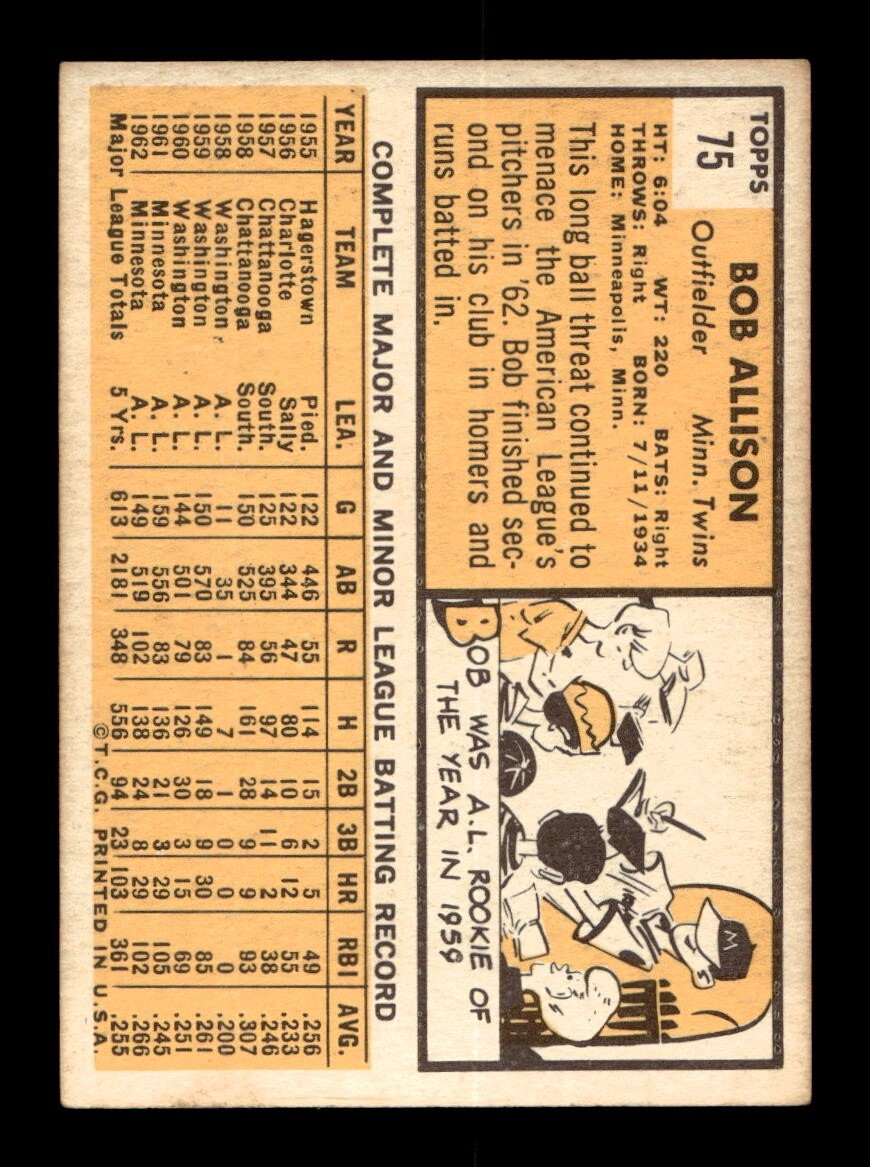 TOPPS
75
BOB ALLISON
Outfielder Minn. Twins
HT: 6:04 WT: 220 BATS: Right
THROWS: Right BORN: 7/11/1934
HOME: Minneapolis, Minn.
This long ball threat continued to
menace the American League's
pitchers in '62. Bob finished sec-
ond on his club in homers and
runs batted in.
M
BOB WAS A.L. ROOKIE OF
THE YEAR IN 1959
COMPLETE MAJOR AND MINOR LEAGUE BATTING RECORD
YEAR TEAM LEA. G AB R H 2B 3B HR RBI AVG.
1955 Hagerstown Pied. 122 446 55 114 15 2 5 49 .256
1956 Charlotte Sally 122 344 47 80 10 6 12 55 .233
1957 Chattanooga South. 125 395 56 97 14 11 2 38 .246
1958 Chattanooga South. 150 525 84 161 28 9 9 93 .307
1958 Washington A. L. 11 35 1 7 1 0 0 0 .200
1959 Washington A. L. 150 570 83 149 18 9 30 85 .261
1960 Washington A. L. 144 501 79 126 30 3 15 69 .251
1961 Minnesota A. L. 159 556 83 136 21 3 29 105 .245
1962 Minnesota A. L. 149 519 102 138 24 8 29 102 .266
Major League Totals 5 Yrs. 613 2181 348 556 94 23 103 361 .255
©T.C.G. PRINTED IN U.S.A.